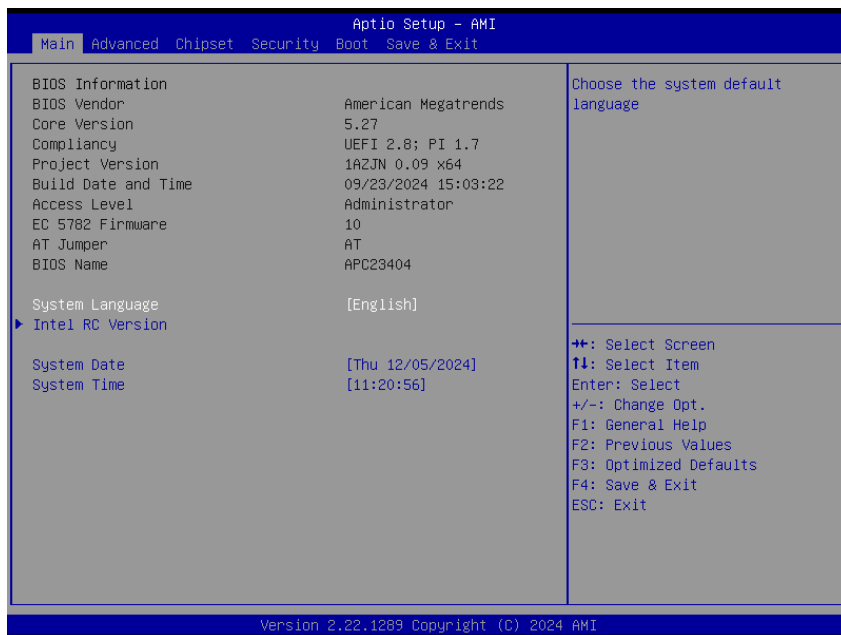 Aptio Setup – AMI
Main Advanced Chipset Security Boot Save & Exit
BIOS Information
BIOS Vendor American Megatrends
Core Version 5.27
Compliancy UEFI 2.8; PI 1.7
Project Version 1AZJN 0.09 x64
Build Date and Time 09/23/2024 15:03:22
Access Level Administrator
EC 5782 Firmware 10
AT Jumper AT
BIOS Name APC23404
System Language [English]
Intel RC Version
System Date [Thu 12/05/2024]
System Time [11:20:56]
Choose the system default
language
→←: Select Screen
↑↓: Select Item
Enter: Select
+/-: Change Opt.
F1: General Help
F2: Previous Values
F3: Optimized Defaults
F4: Save & Exit
ESC: Exit
Version 2.22.1289 Copyright (C) 2024 AMI